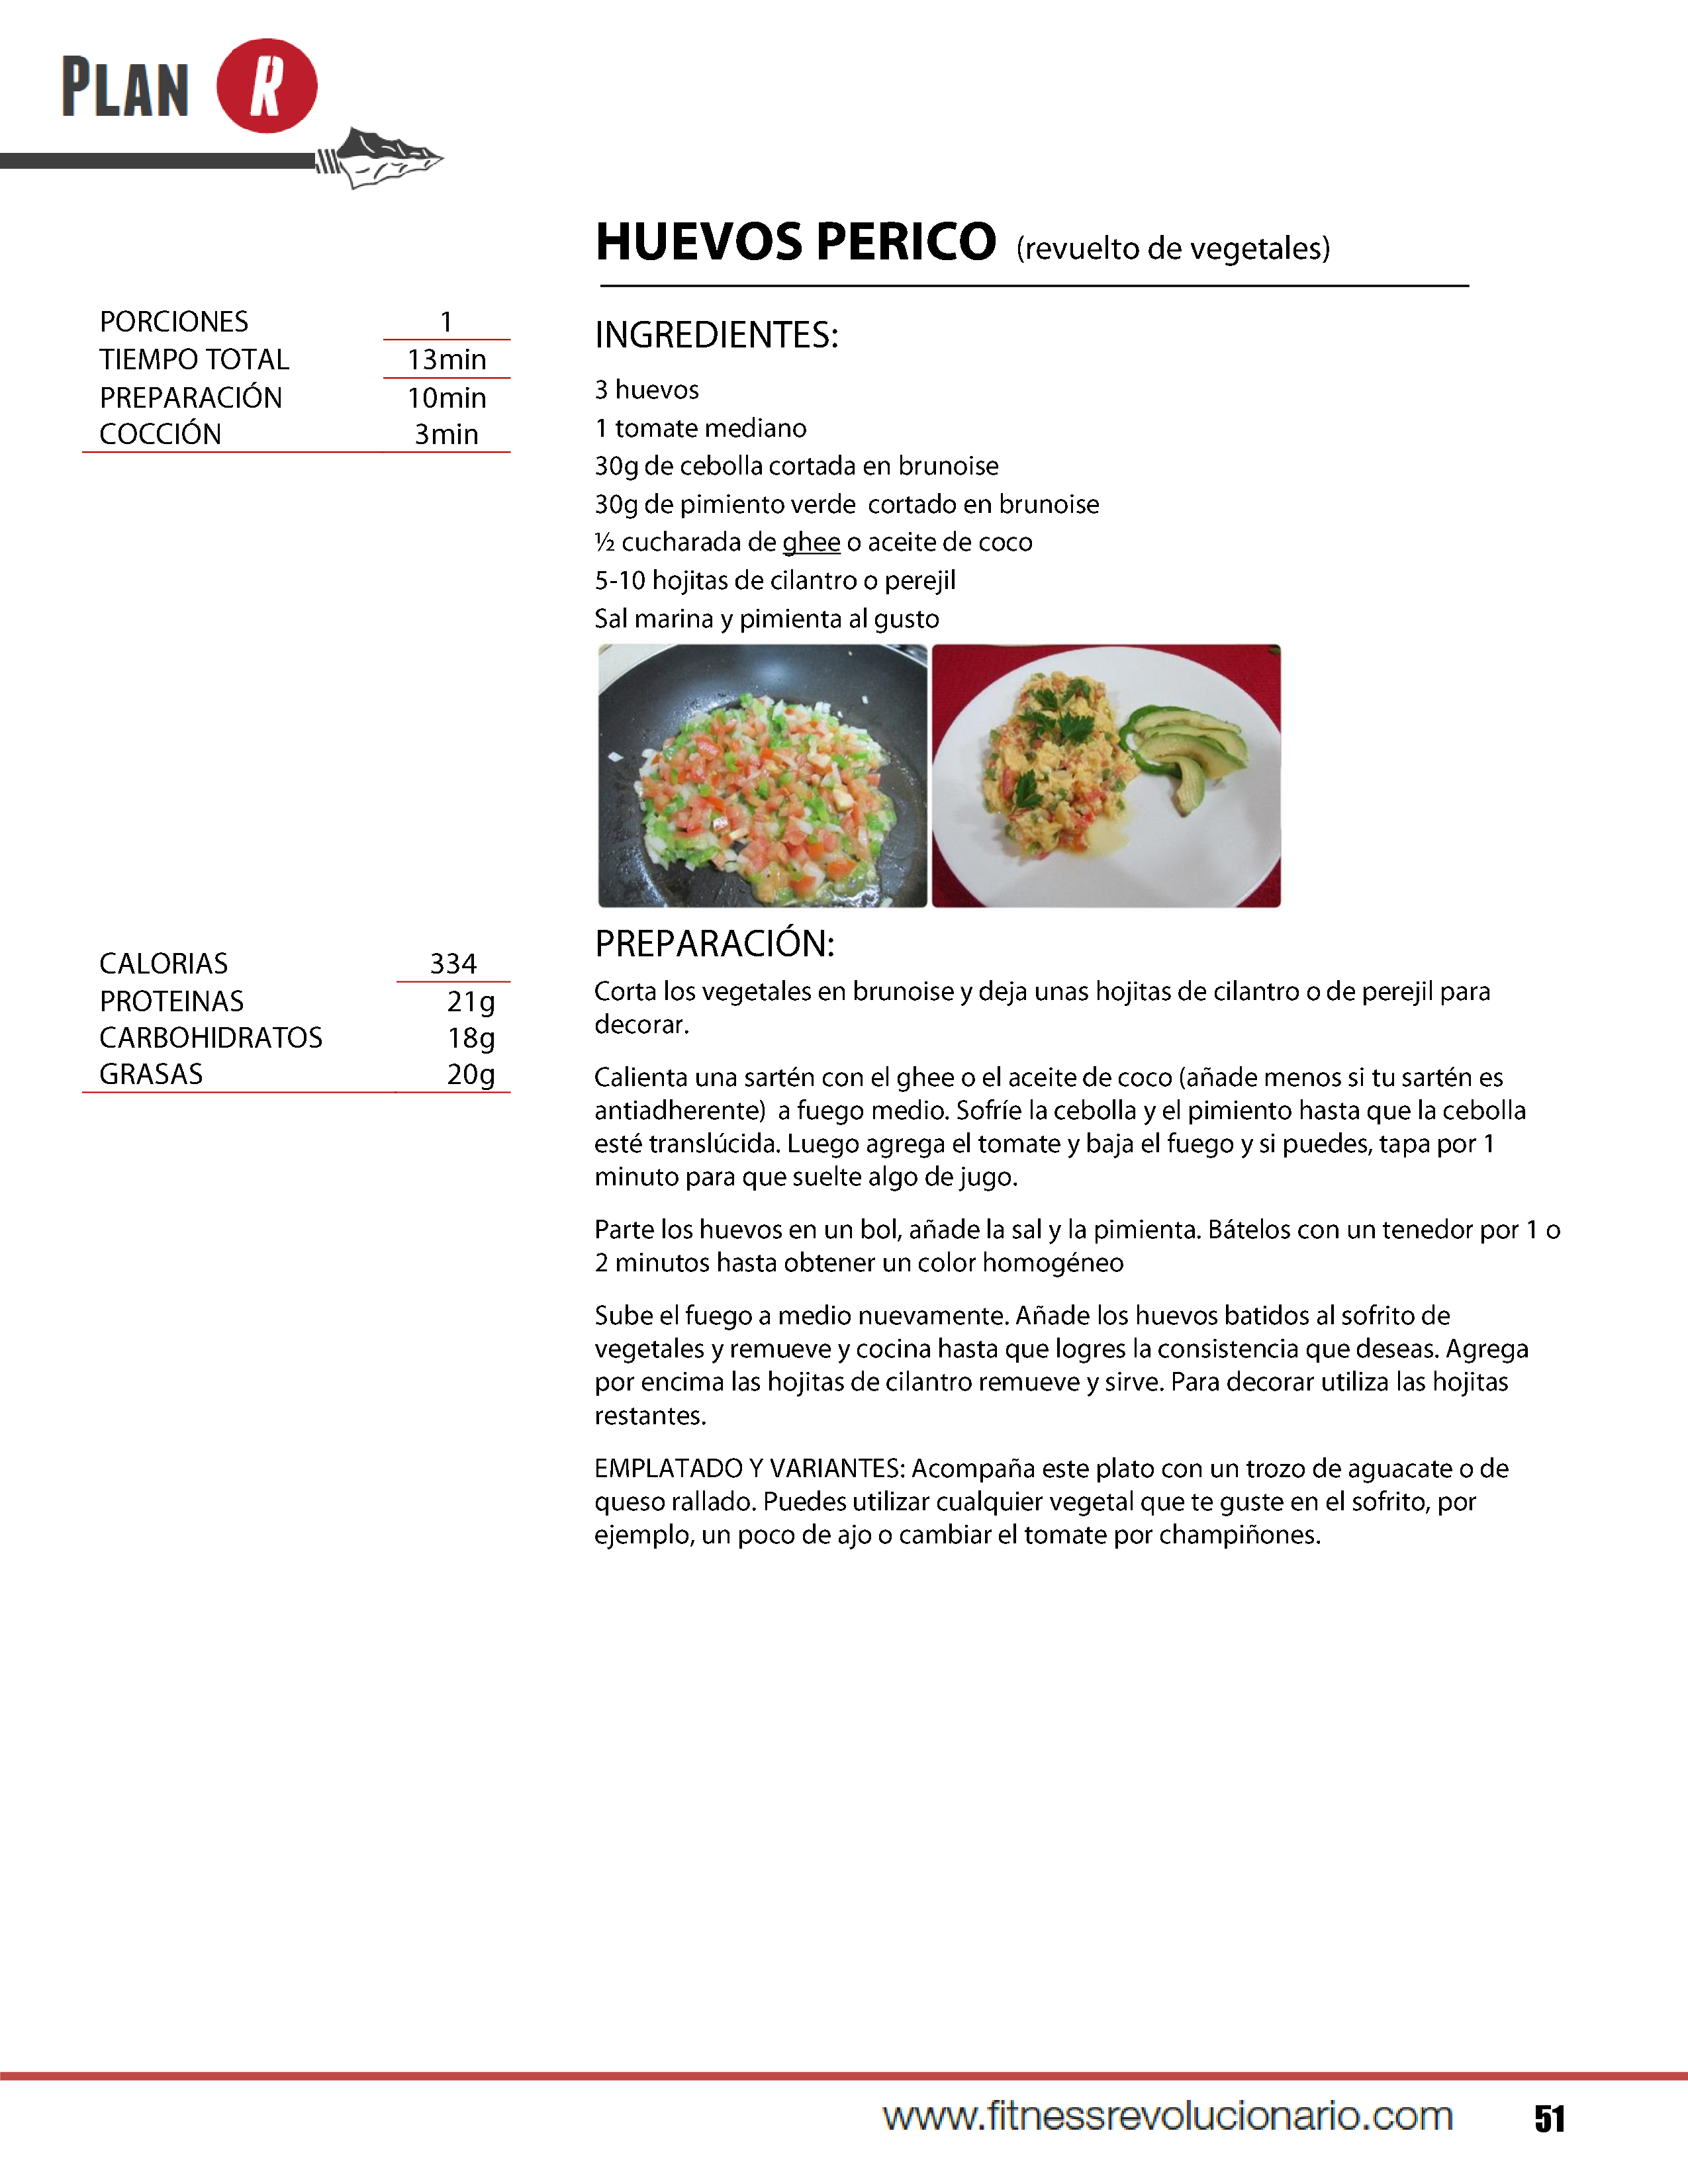 PLAN R
HUEVOS PERICO (revuelto de vegetales)
PORCIONES 1
TIEMPO TOTAL 13min
PREPARACIÓN 10min
COCCIÓN 3min
INGREDIENTES:
3 huevos
1 tomate mediano
30g de cebolla cortada en brunoise
30g de pimiento verde cortado en brunoise
½ cucharada de ghee o aceite de coco
5-10 hojitas de cilantro o perejil
Sal marina y pimienta al gusto
CALORIAS 334
PROTEINAS 21g
CARBOHIDRATOS 18g
GRASAS 20g
PREPARACIÓN:
Corta los vegetales en brunoise y deja unas hojitas de cilantro o de perejil para
decorar.
Calienta una sartén con el ghee o el aceite de coco (añade menos si tu sartén es
antiadherente) a fuego medio. Sofríe la cebolla y el pimiento hasta que la cebolla
esté translúcida. Luego agrega el tomate y baja el fuego y si puedes, tapa por 1
minuto para que suelte algo de jugo.
Parte los huevos en un bol, añade la sal y la pimienta. Bátelos con un tenedor por 1 o
2 minutos hasta obtener un color homogéneo
Sube el fuego a medio nuevamente. Añade los huevos batidos al sofrito de
vegetales y remueve y cocina hasta que logres la consistencia que deseas. Agrega
por encima las hojitas de cilantro remueve y sirve. Para decorar utiliza las hojitas
restantes.
EMPLATADO Y VARIANTES: Acompaña este plato con un trozo de aguacate o de
queso rallado. Puedes utilizar cualquier vegetal que te guste en el sofrito, por
ejemplo, un poco de ajo o cambiar el tomate por champiñones.
www.fitnessrevolucionario.com 51